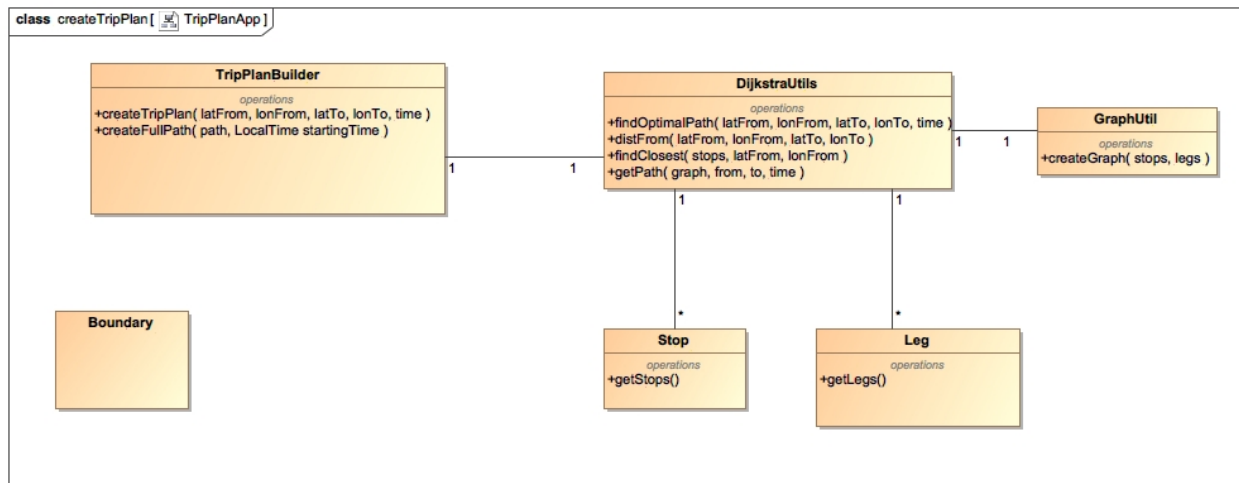 class createTripPlan [ TripPlanApp ]
TripPlanBuilder
operations
+createTripPlan( latFrom, lonFrom, latTo, lonTo, time )
+createFullPath( path, LocalTime startingTime )
1
1
DijkstraUtils
operations
+findOptimalPath( latFrom, lonFrom, latTo, lonTo, time )
+distFrom( latFrom, lonFrom, latTo, lonTo )
+findClosest( stops, latFrom, lonFrom )
+getPath( graph, from, to, time )
1
1
GraphUtil
operations
+createGraph( stops, legs )
1
1
*
*
Boundary
Stop
operations
+getStops()
Leg
operations
+getLegs()